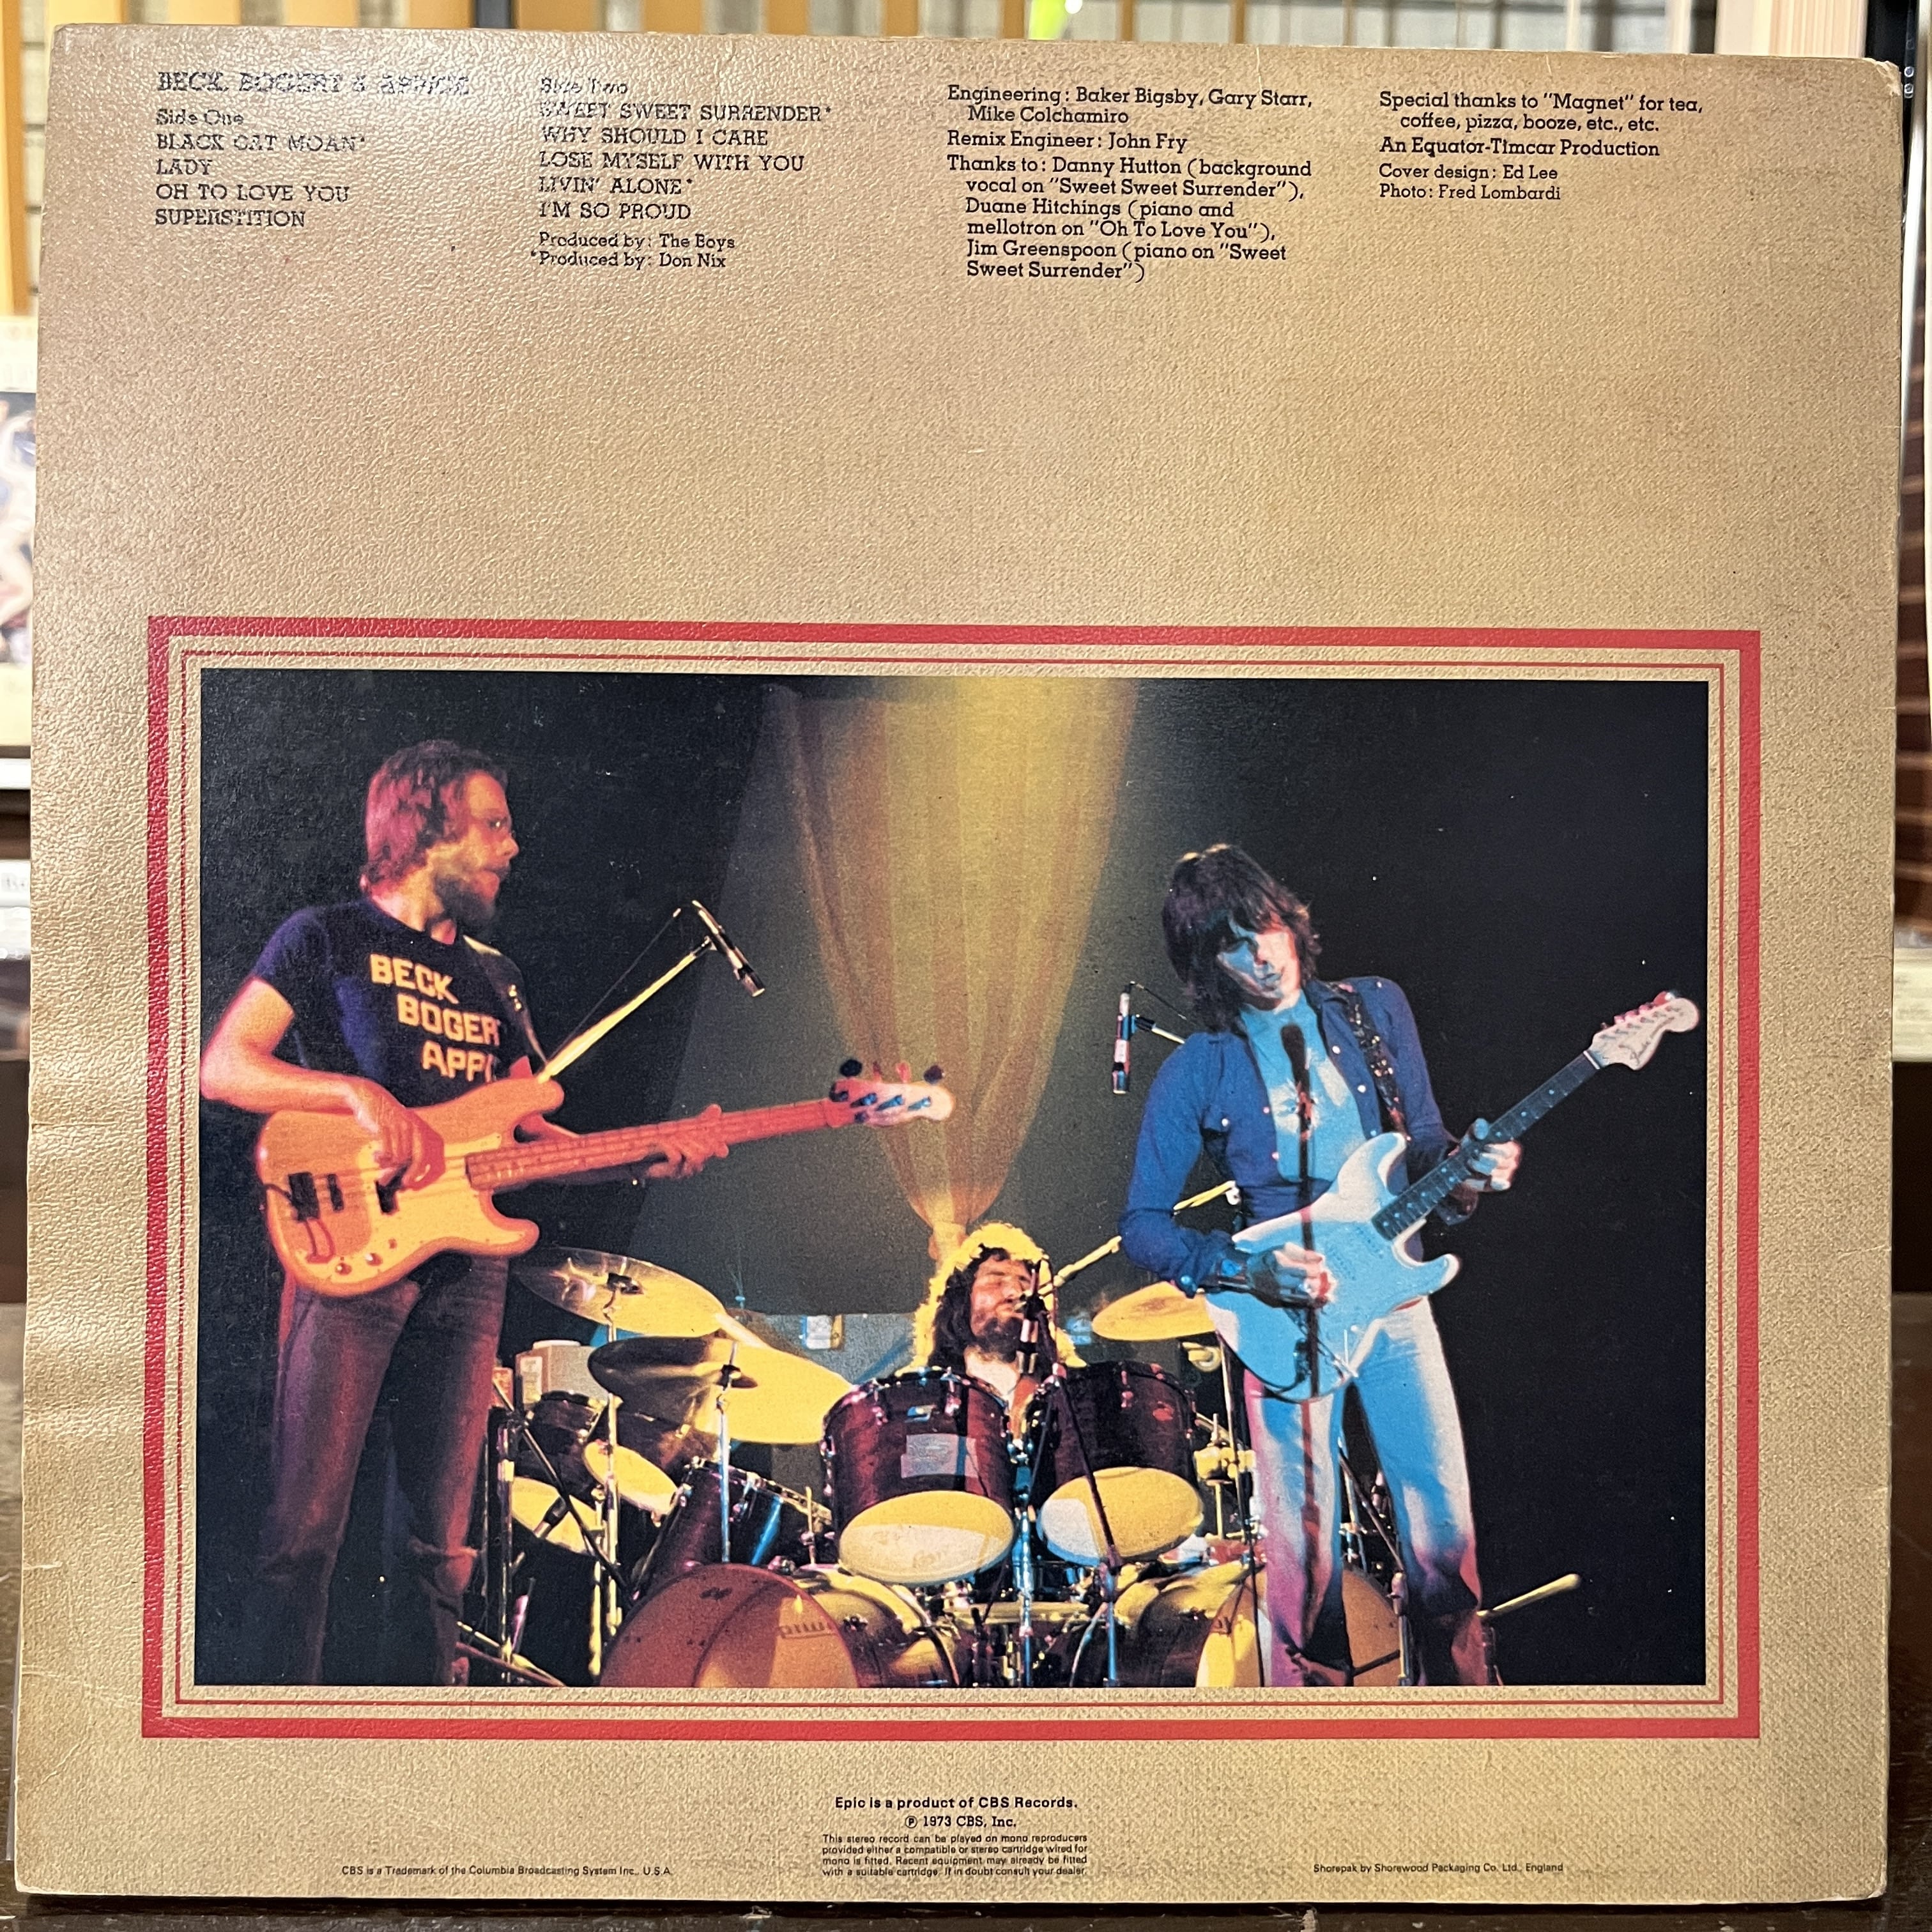 BECK, BOGERT & APPICE
Side One
BLACK CAT MOAN*
LADY
OH TO LOVE YOU
SUPERSTITION
Side Two
SWEET SWEET SURRENDER*
WHY SHOULD I CARE
LOSE MYSELF WITH YOU
LIVIN' ALONE*
I'M SO PROUD
Produced by: The Boys
*Produced by: Don Nix
Engineering: Baker Bigsby, Gary Starr,
Mike Colchamiro
Remix Engineer: John Fry
Thanks to: Danny Hutton (background
vocal on "Sweet Sweet Surrender"),
Duane Hitchings (piano and
mellotron on "Oh To Love You"),
Jim Greenspoon (piano on "Sweet
Sweet Surrender")
Special thanks to "Magnet" for tea,
coffee, pizza, booze, etc., etc.
An Equator-Timcar Production
Cover design: Ed Lee
Photo: Fred Lombardi
BECK
BOGER
APPI
Fender
Epic is a product of CBS Records.
℗ 1973 CBS, Inc.
This stereo record can be played on mono reproducers
provided either a compatible or stereo cartridge wired for
mono is fitted. Recent equipment may already be fitted
with a suitable cartridge. If in doubt consult your dealer.
CBS is a Trademark of the Columbia Broadcasting System Inc., U.S.A.
Shorepak by Shorewood Packaging Co. Ltd., England